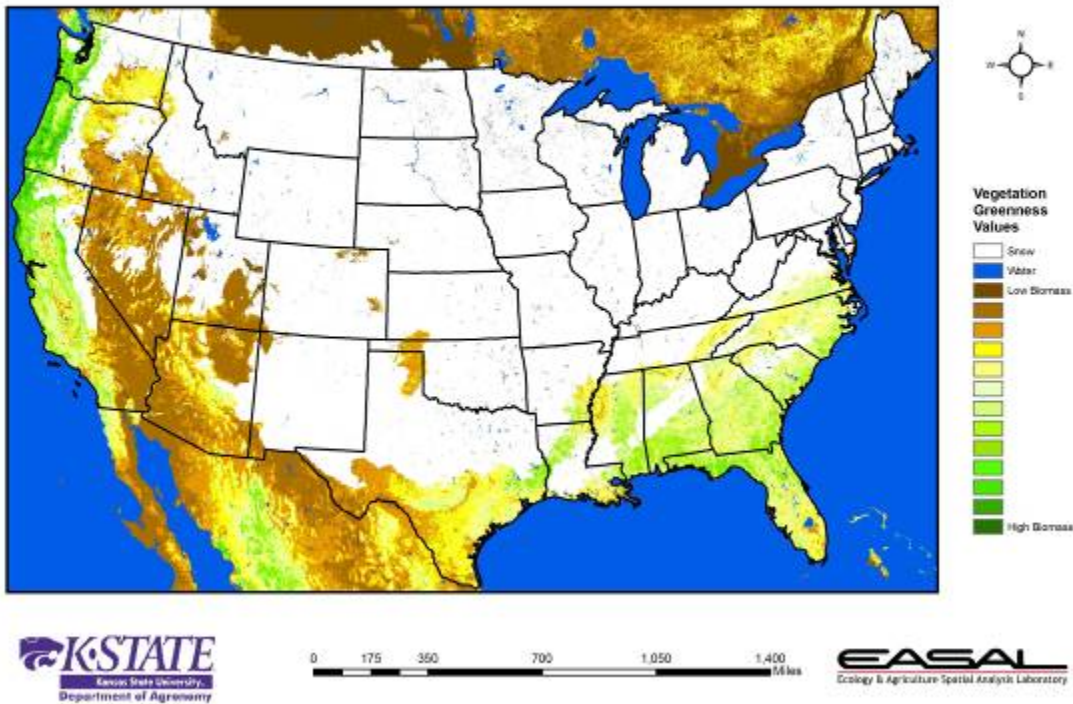 N
W
E
S
Vegetation
Greenness
Values
Snow
Water
Low Biomass
High Biomass
K-STATE
Kansas State University.
Department of Agronomy
0 175 350 700 1,050 1,400
Miles
EASAL
Ecology & Agriculture Spatial Analysis Laboratory